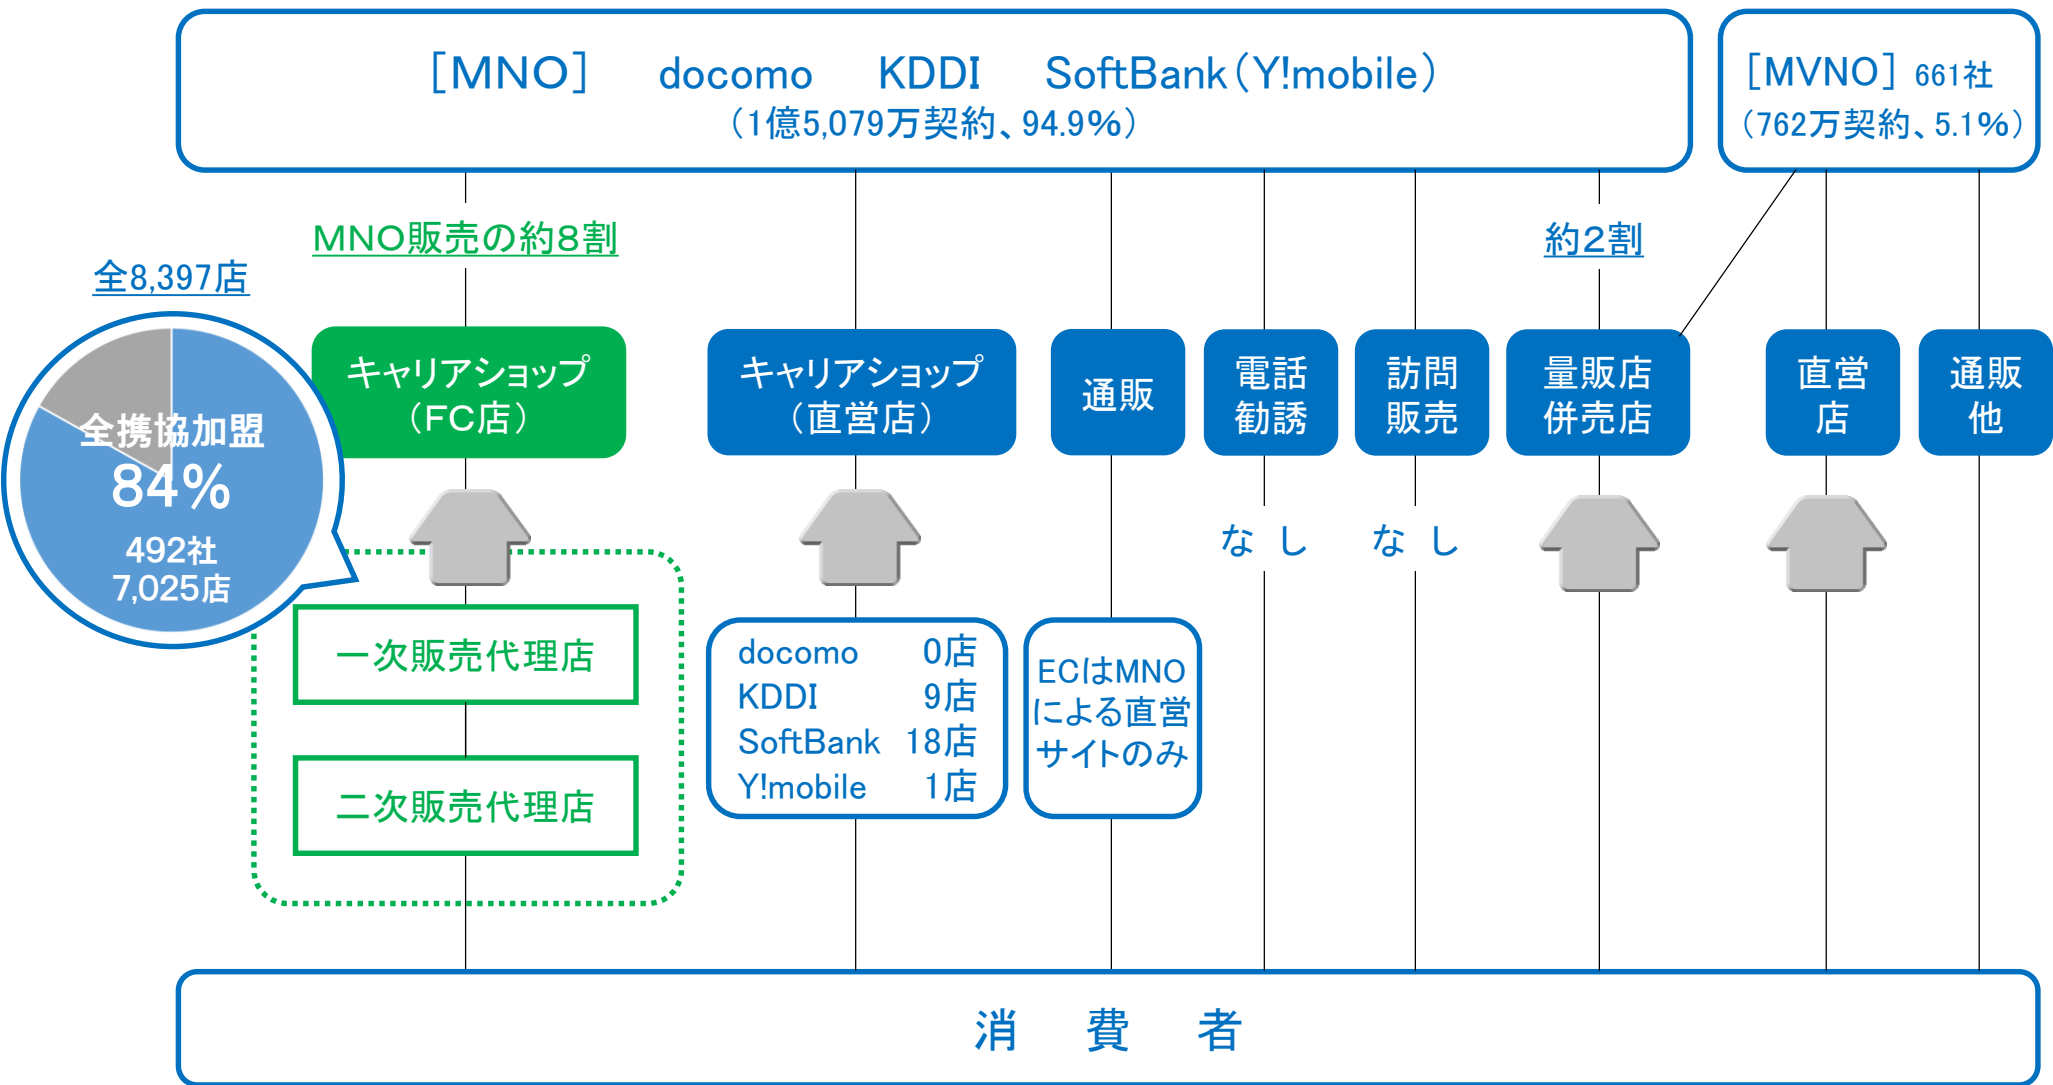 ［MNO］　docomo　KDDI　SoftBank（Y!mobile）
（1億5,079万契約、94.9%）
［MVNO］ 661社
（762万契約、5.1%）
MNO販売の約8割
約2割
全8,397店
全携協加盟
84%
492社
7,025店
キャリアショップ
（FC店）
キャリアショップ
（直営店）
通販
電話
勧誘
訪問
販売
量販店
併売店
直営
店
通販
他
なし
なし
一次販売代理店
二次販売代理店
docomo 0店
KDDI 9店
SoftBank 18店
Y!mobile 1店
ECはMNO
による直営
サイトのみ
消　費　者